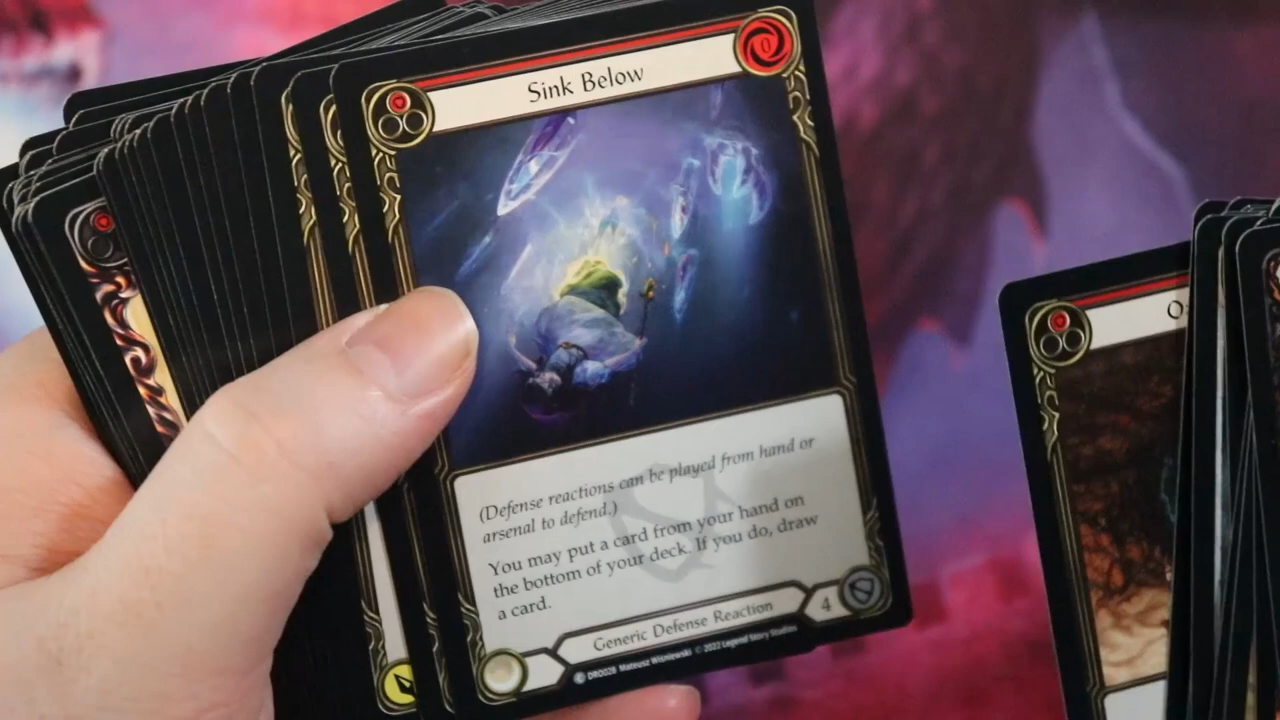 0
Sink Below
(Defense reactions can be played from hand or
arsenal to defend.)
You may put a card from your hand on
the bottom of your deck. If you do, draw
a card.
Generic Defense Reaction
4
C DRO026 Mateusz Wisniewski © 2022 Legend Story Studios